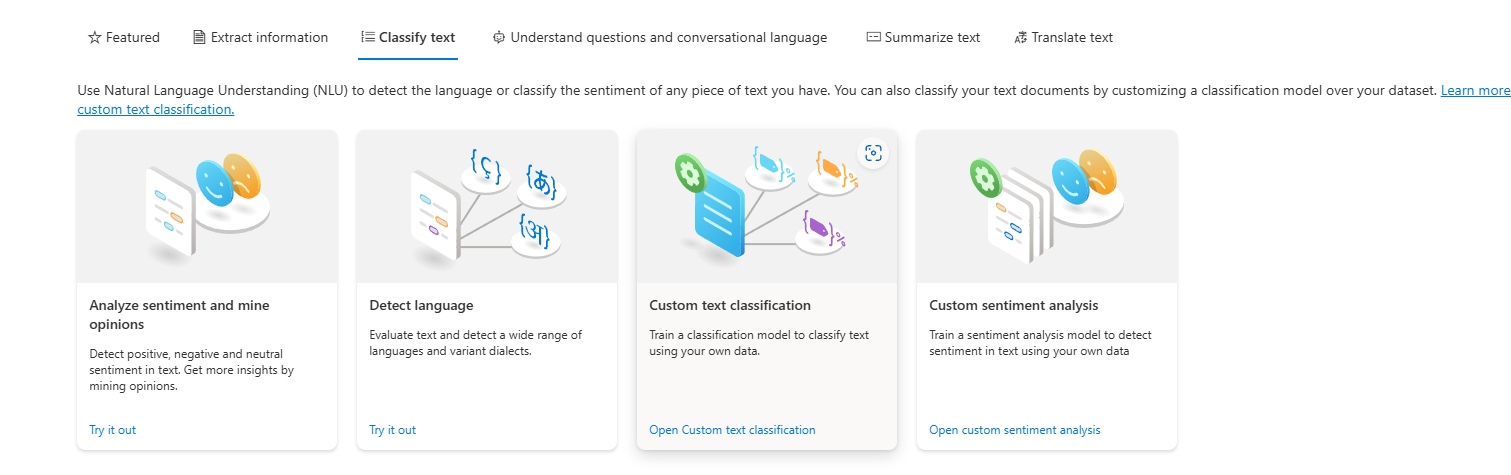 Featured
Extract information
Classify text
Understand questions and conversational language
Summarize text
Translate text
Use Natural Language Understanding (NLU) to detect the language or classify the sentiment of any piece of text you have. You can also classify your text documents by customizing a classification model over your dataset. Learn more
custom text classification.
{ç}
{あ}
{अ}
%
%
%
Analyze sentiment and mine
opinions
Detect positive, negative and neutral
sentiment in text. Get more insights by
mining opinions.
Try it out
Detect language
Evaluate text and detect a wide range of
languages and variant dialects.
Try it out
Custom text classification
Train a classification model to classify text
using your own data.
Open Custom text classification
Custom sentiment analysis
Train a sentiment analysis model to detect
sentiment in text using your own data
Open custom sentiment analysis